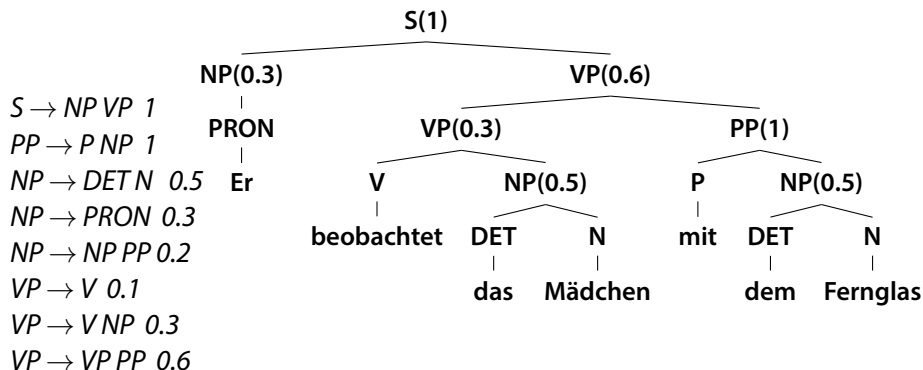 S(1)
NP(0.3) VP(0.6)
S → NP VP 1
PRON VP(0.3) PP(1)
PP → P NP 1
NP → DET N 0.5
Er V NP(0.5) P NP(0.5)
NP → PRON 0.3
beobachtet DET N mit DET N
NP → NP PP 0.2
VP → V 0.1
das Mädchen dem Fernglas
VP → V NP 0.3
VP → VP PP 0.6